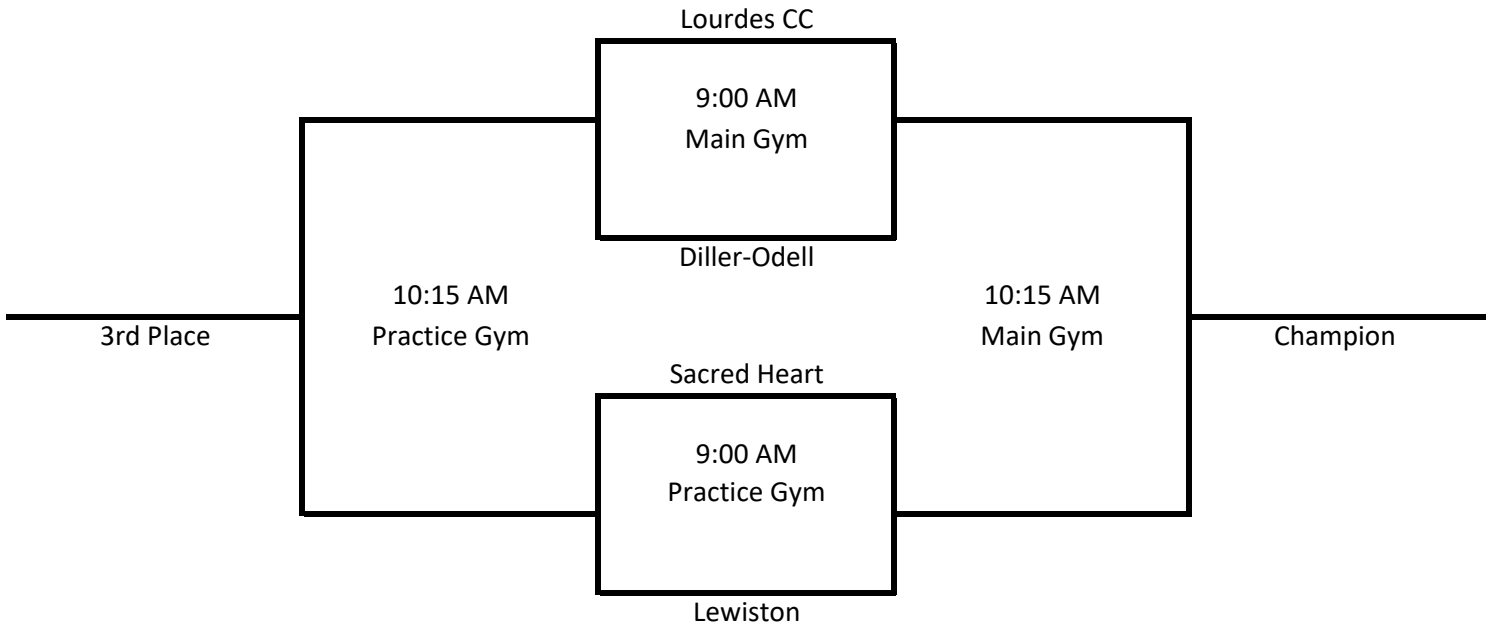 Lourdes CC
9:00 AM
Main Gym
Diller-Odell
10:15 AM
Practice Gym
10:15 AM
Main Gym
3rd Place
Champion
Sacred Heart
9:00 AM
Practice Gym
Lewiston